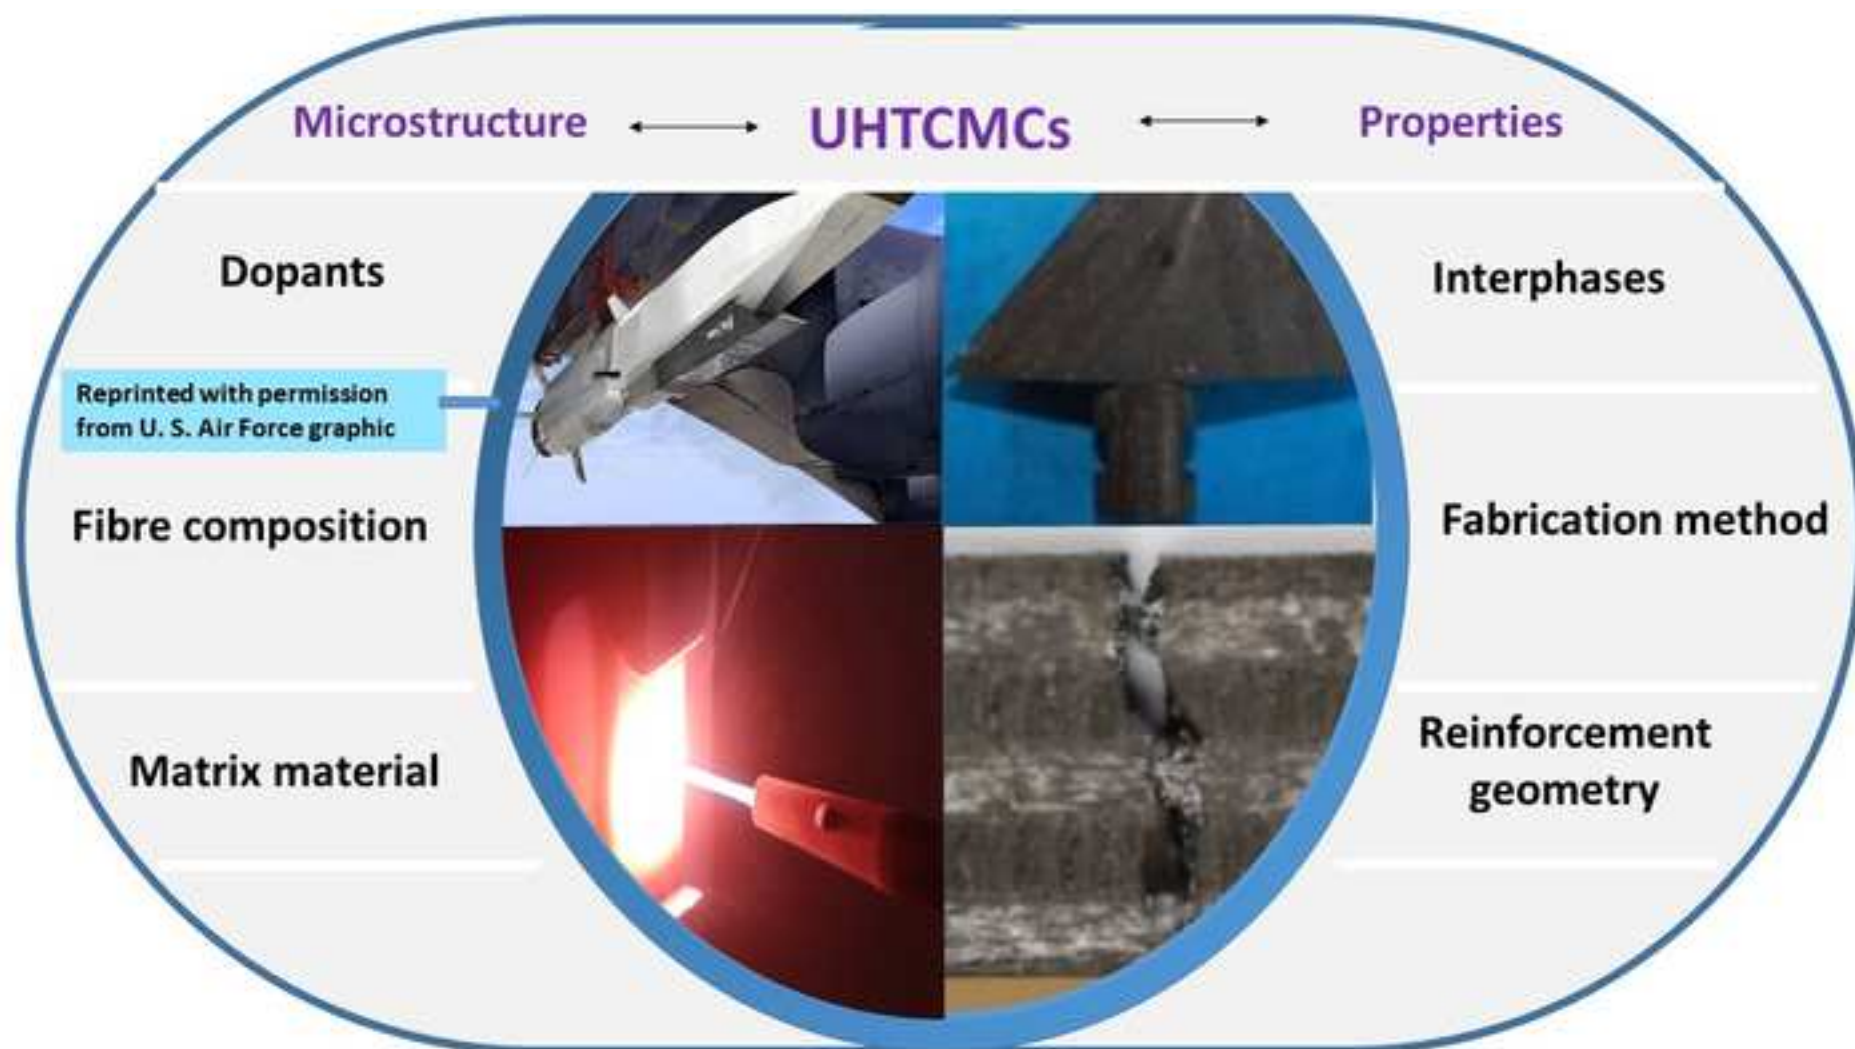 Microstructure UHTCMCs Properties
Dopants
Interphases
Reprinted with permission
from U. S. Air Force graphic
Fibre composition
Fabrication method
Matrix material
Reinforcement
geometry